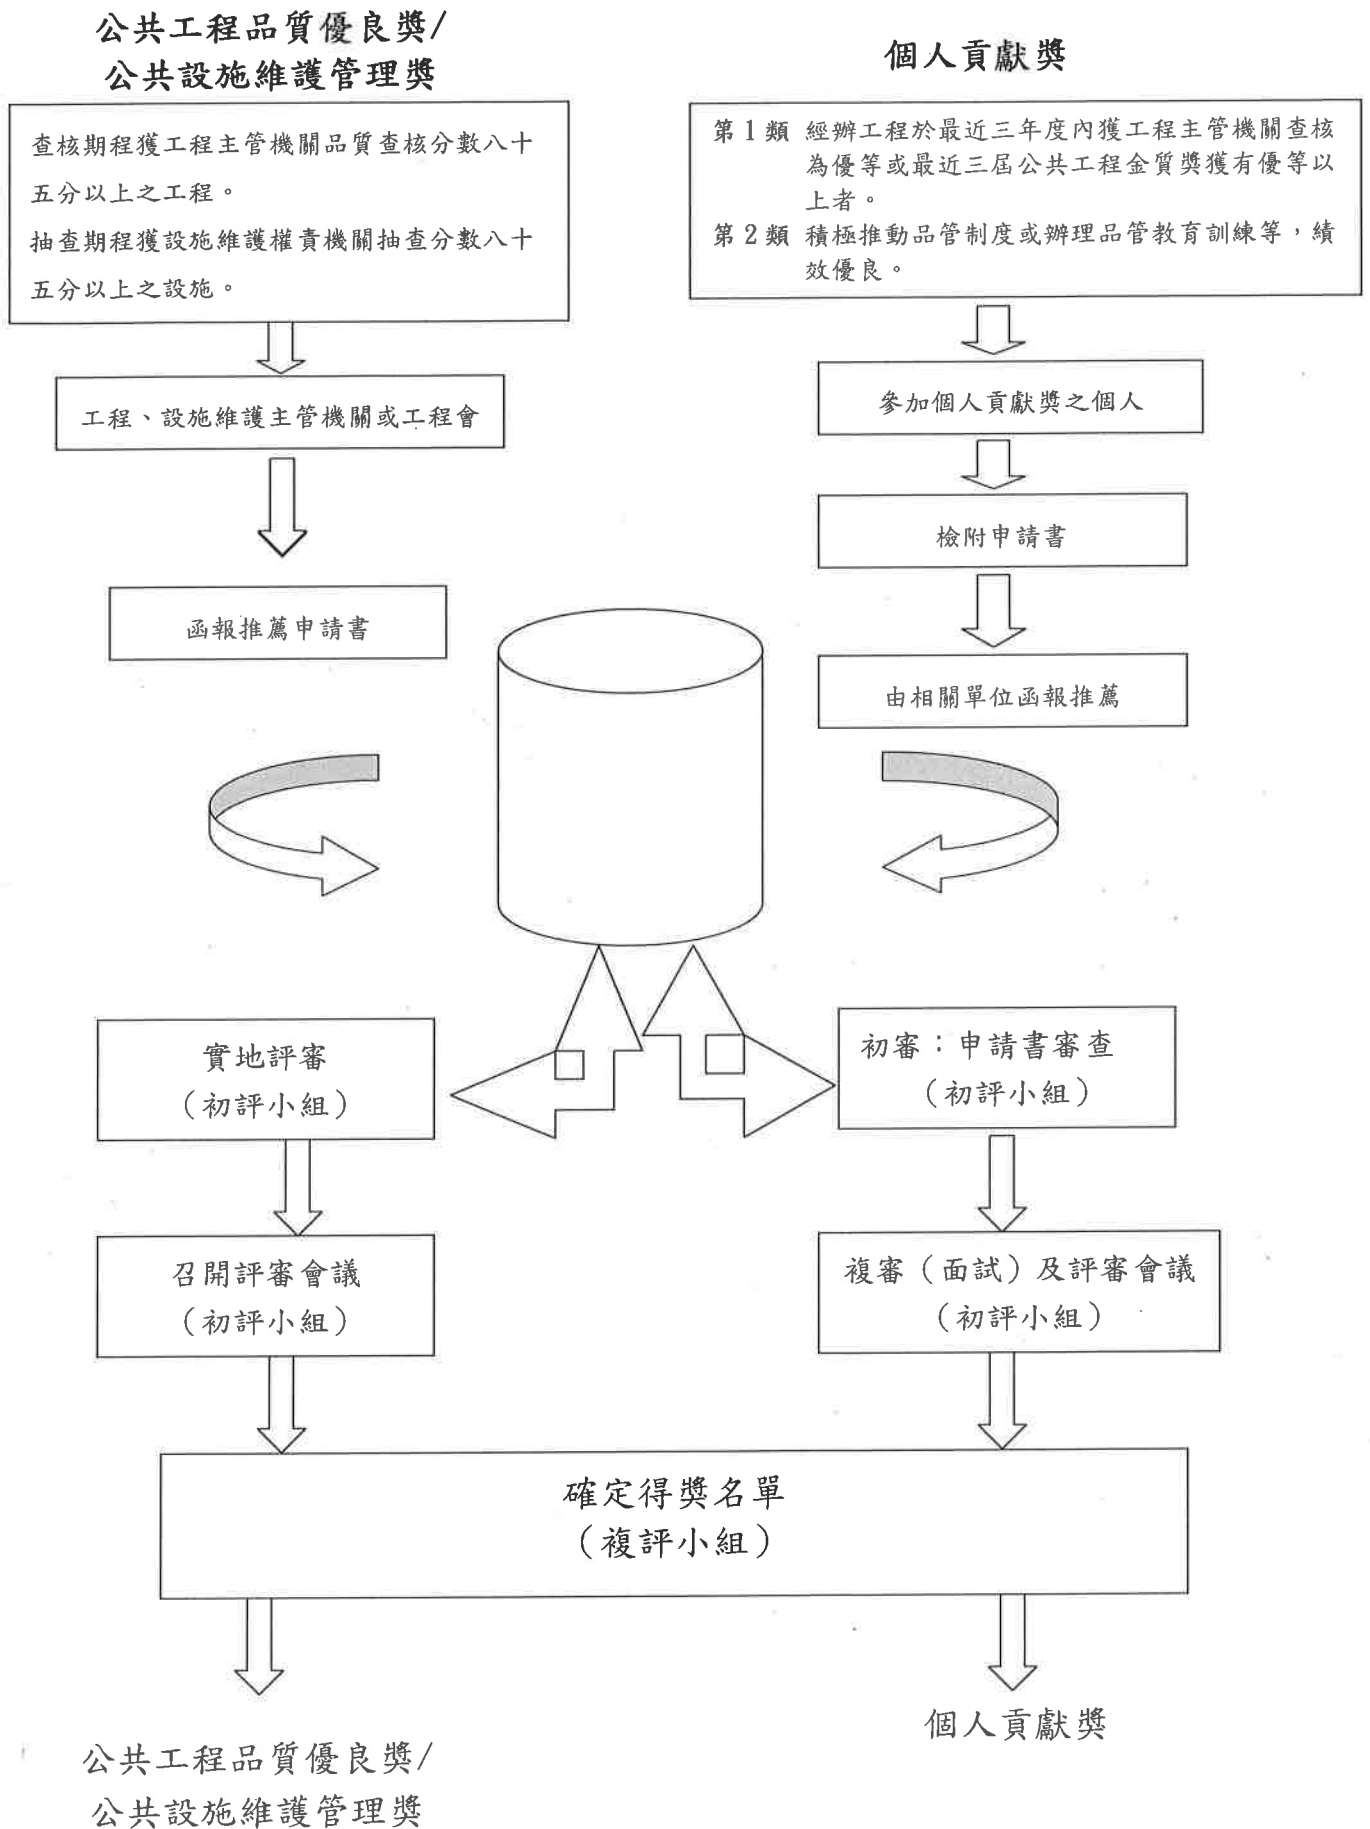 公共工程品質優良獎/
公共設施維護管理獎
查核期程獲工程主管機關品質查核分數八十
五分以上之工程。
抽查期程獲設施維護權責機關抽查分數八十
五分以上之設施。
工程、設施維護主管機關或工程會
函報推薦申請書
個人貢獻獎
第1類 經辦工程於最近三年度內獲工程主管機關查核
為優等或最近三屆公共工程金質獎獲有優等以
上者。
第2類 積極推動品管制度或辦理品管教育訓練等，績
效優良。
參加個人貢獻獎之個人
檢附申請書
由相關單位函報推薦
實地評審
（初評小組）
召開評審會議
（初評小組）
初審：申請書審查
（初評小組）
複審（面試）及評審會議
（初評小組）
確定得獎名單
（複評小組）
公共工程品質優良獎/
公共設施維護管理獎
個人貢獻獎